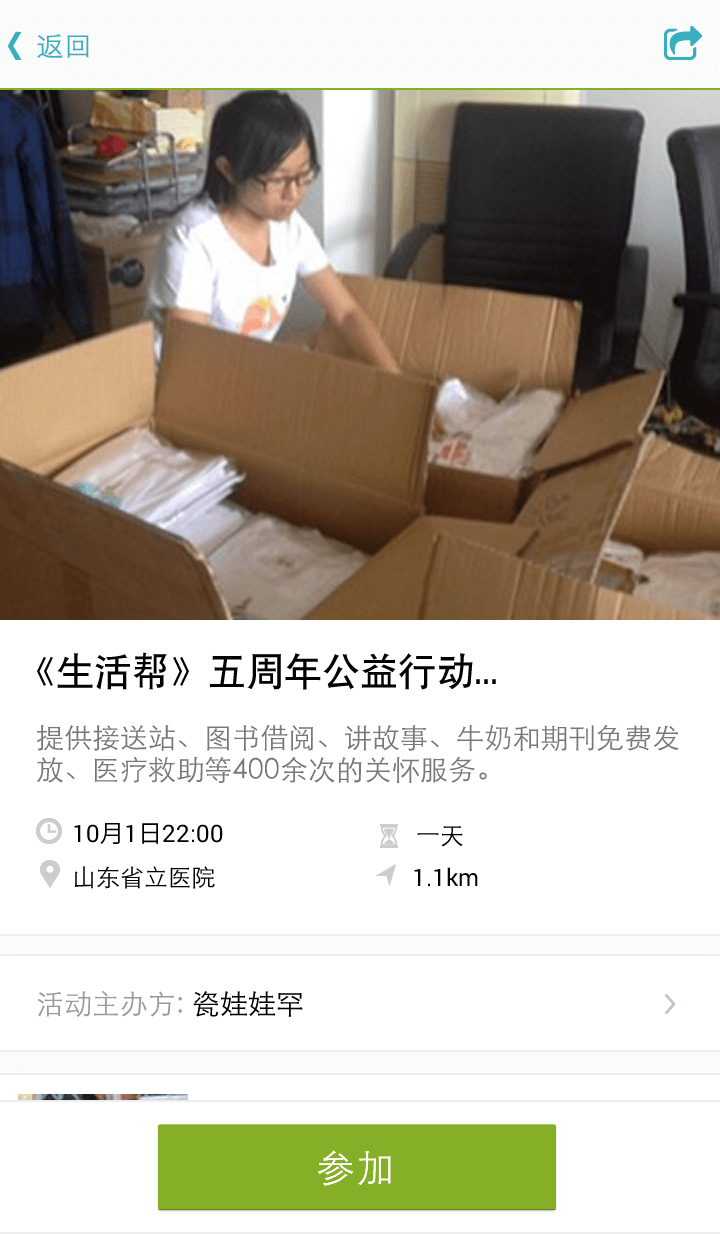 返回
《生活帮》五周年公益行动...
提供接送站、图书借阅、讲故事、牛奶和期刊免费发
放、医疗救助等400余次的关怀服务。
10月1日22:00
一天
山东省立医院
1.1km
活动主办方: 瓷娃娃罕
参加